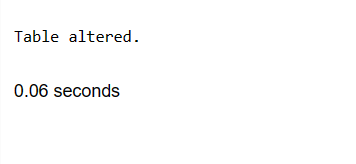 Table altered.
0.06 seconds